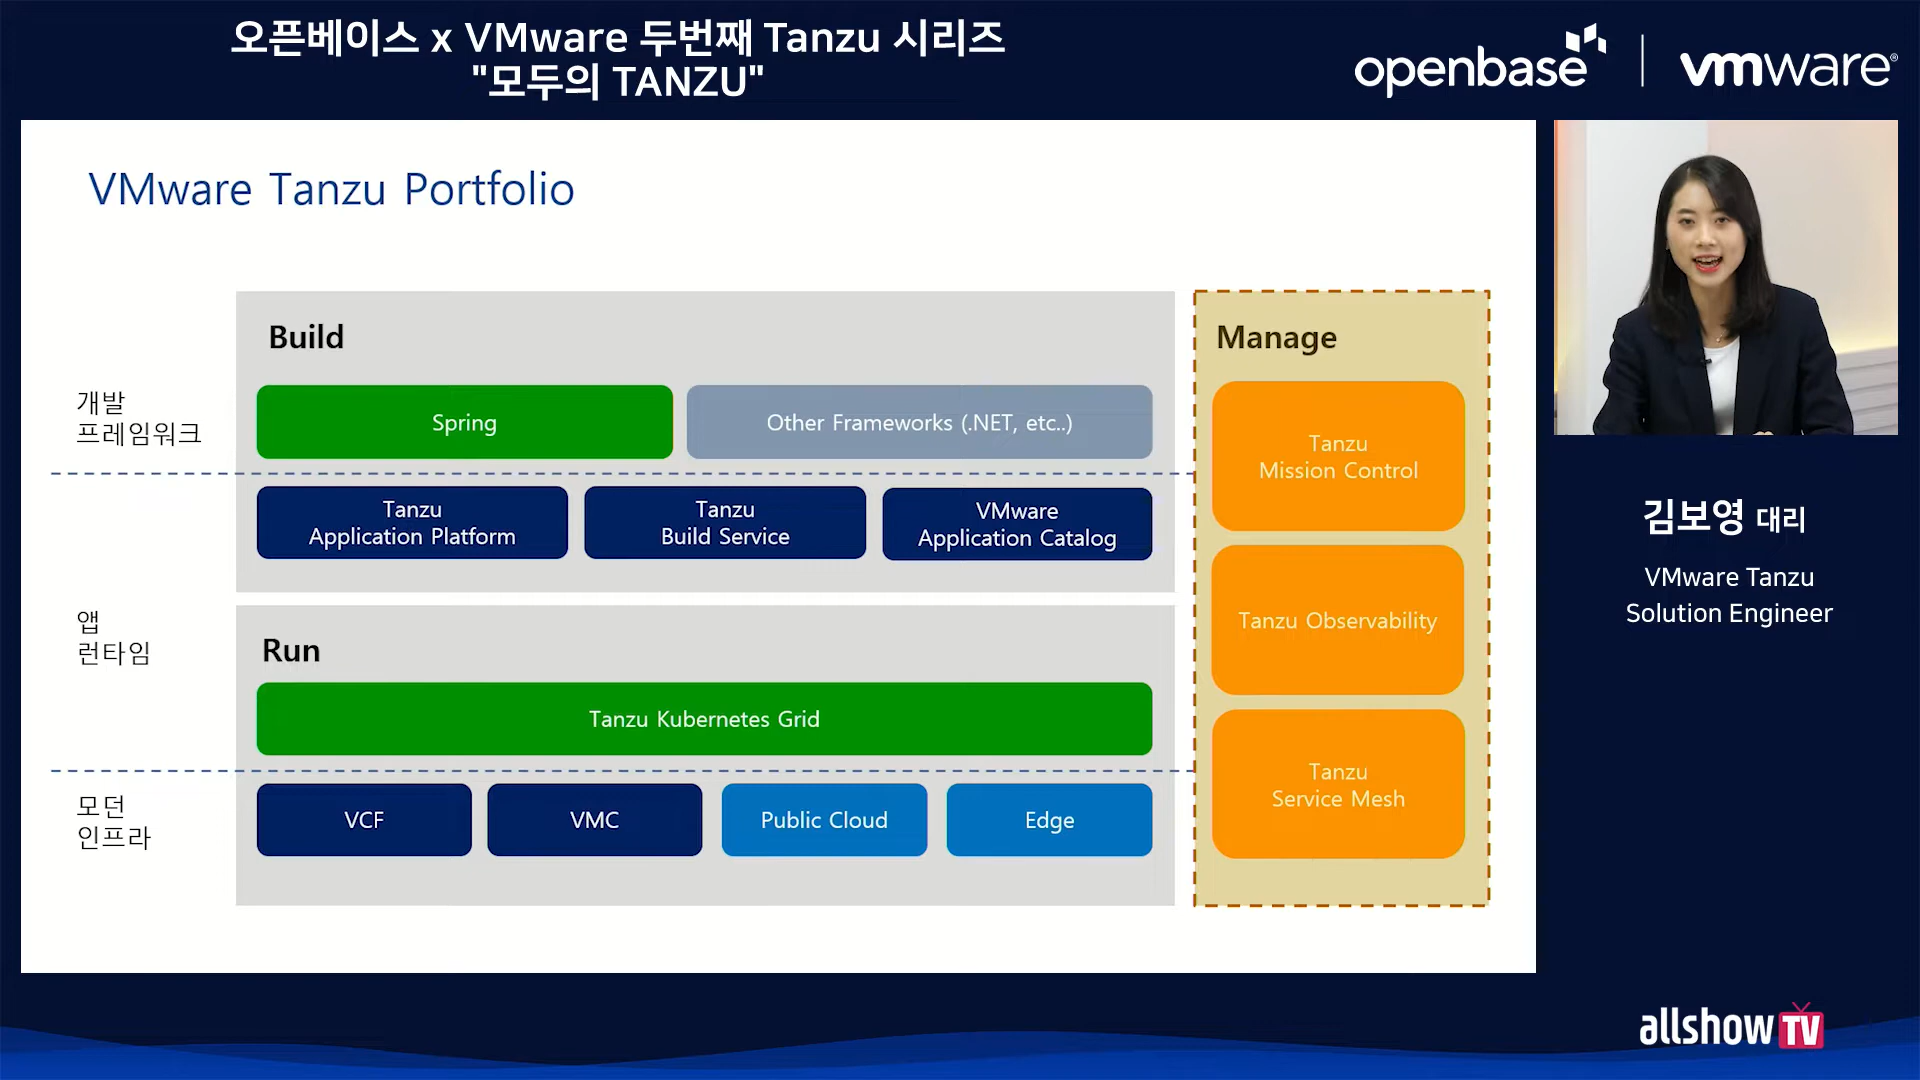 오픈베이스 x VMware 두번째 Tanzu 시리즈
"모두의 TANZU"
openbase
vmware®
VMware Tanzu Portfolio
Build
개발
프레임워크
Spring
Other Frameworks (.NET, etc..)
Tanzu
Application Platform
Tanzu
Build Service
VMware
Application Catalog
앱
런타임
Run
Tanzu Kubernetes Grid
모던
인프라
VCF
VMC
Public Cloud
Edge
Manage
Tanzu
Mission Control
Tanzu Observability
Tanzu
Service Mesh
김보영 대리
VMware Tanzu
Solution Engineer
allshow TV